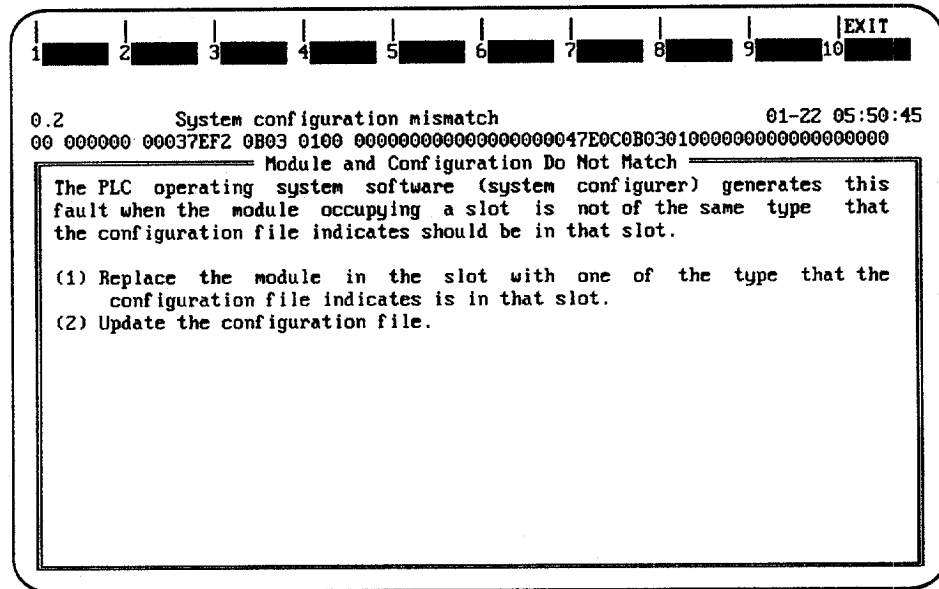 EXIT
1 2 3 4 5 6 7 8 9 10
0.2 System configuration mismatch 01-22 05:50:45
00 000000 00037EF2 0B03 0100 000000000000000000047E0C0B0301000000000000000000
Module and Configuration Do Not Match
The PLC operating system software (system configurer) generates this
fault when the module occupying a slot is not of the same type that
the configuration file indicates should be in that slot.
(1) Replace the module in the slot with one of the type that the
configuration file indicates is in that slot.
(2) Update the configuration file.